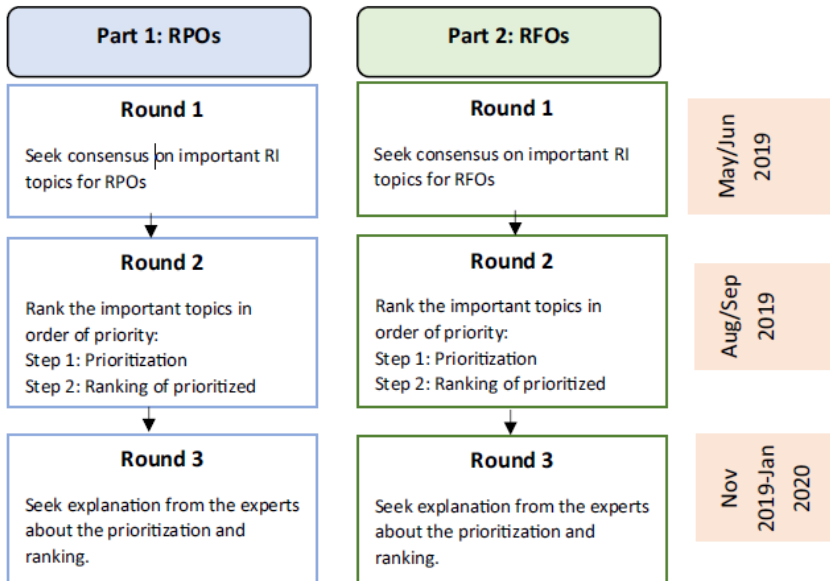 Part 1: RPOs
Round 1
Seek consensus on important RI
topics for RPOs
Round 2
Rank the important topics in
order of priority:
Step 1: Prioritization
Step 2: Ranking of prioritized
Round 3
Seek explanation from the experts
about the prioritization and
ranking.
Part 2: RFOs
Round 1
Seek consensus on important RI
topics for RFOs
Round 2
Rank the important topics in
order of priority:
Step 1: Prioritization
Step 2: Ranking of prioritized
Round 3
Seek explanation from the experts
about the prioritization and
ranking.
May/Jun
2019
Aug/Sep
2019
Nov
2019-Jan
2020